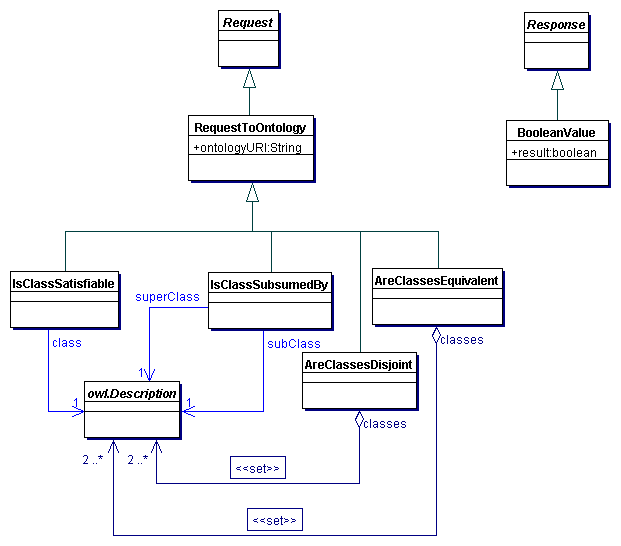 Request
Response
RequestToOntology
+ontologyURI:String
BooleanValue
+result:boolean
IsClassSatisfiable
IsClassSubsumedBy
AreClassesEquivalent
superClass
class
subClass
classes
AreClassesDisjoint
1
owl.Description
1
1
classes
2..*
2..*
<<set>>
<<set>>